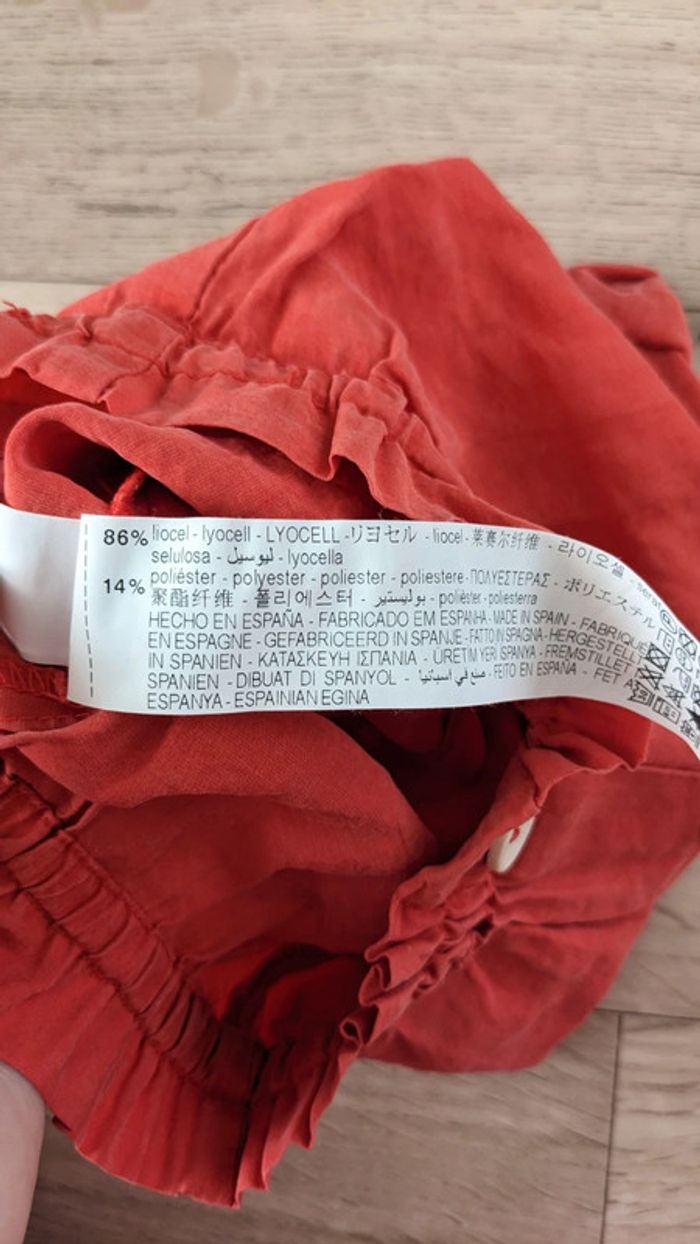 86% liocel - lyocell - LYOCELL - リヨセル - liocel - 莱赛尔纤维 - 라이오셀
selulosa - ليوسيل - lyocella
14% poliéster - polyester - poliester - poliestere - ΠΟΛΥΕΣΤΕΡΑΣ - ポリエステル
聚酯纤维 - 폴리에스터 - بوليستير - polièster - poliesterra
HECHO EN ESPAÑA - FABRICADO EM ESPANHA - MADE IN SPAIN - FABRIQUE
EN ESPAGNE - GEFABRICEERD IN SPANJE - FATTO IN SPAGNA - HERGESTELLT
IN SPANIEN - ΚΑΤΑΣΚΕΥΗ ΙΣΠΑΝΙΑ - ÜRETIM YERI SPANYA - FREMSTILLET I
SPANIEN - DIBUAT DI SPANYOL - صنع في اسبانيا - FEITO EN ESPAÑA - FET A
ESPANYA - ESPAINIAN EGINA